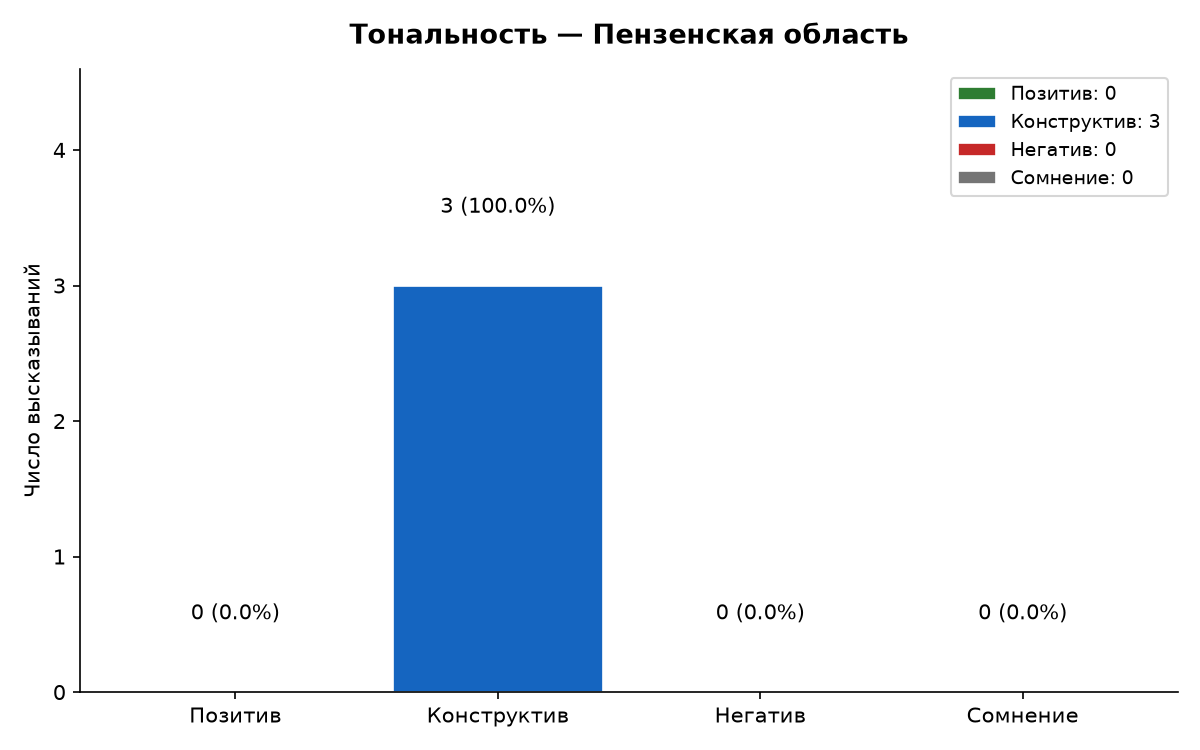 Тональность — Пензенская область
Позитив: 0
Конструктив: 3
Негатив: 0
Сомнение: 0
Число высказываний
4
3
2
1
0
3 (100.0%)
0 (0.0%)
0 (0.0%)
0 (0.0%)
Позитив
Конструктив
Негатив
Сомнение